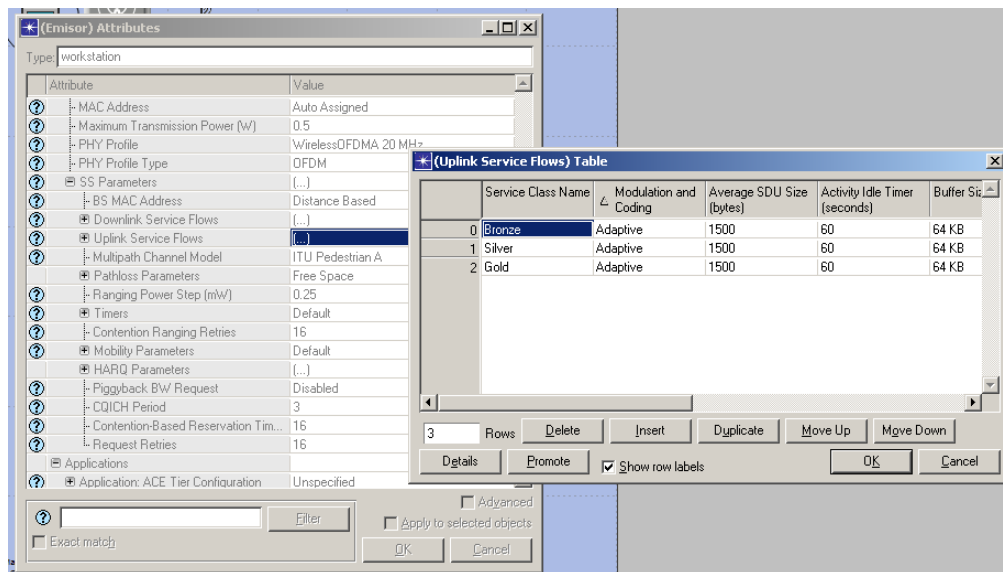 (Emisor) Attributes
Type: workstation
Attribute Value
MAC Address Auto Assigned
Maximum Transmission Power (W) 0.5
PHY Profile WirelessOFDMA 20 MHz
PHY Profile Type OFDM
SS Parameters (...)
BS MAC Address Distance Based
Downlink Service Flows (...)
Uplink Service Flows (...)
Multipath Channel Model ITU Pedestrian A
Pathloss Parameters Free Space
Ranging Power Step (mW) 0.25
Timers Default
Contention Ranging Retries 16
Mobility Parameters Default
HARQ Parameters (...)
Piggyback BW Request Disabled
CQICH Period 3
Contention-Based Reservation Tim... 16
Request Retries 16
Applications
Application: ACE Tier Configuration Unspecified
Filter
Exact match
Advanced
Apply to selected objects
OK Cancel
(Uplink Service Flows) Table
Service Class Name Modulation and Coding Average SDU Size (bytes) Activity Idle Timer (seconds) Buffer Siz
0 Bronze Adaptive 1500 60 64 KB
1 Silver Adaptive 1500 60 64 KB
2 Gold Adaptive 1500 60 64 KB
3 Rows Delete Insert Duplicate Move Up Move Down
Details Promote Show row labels OK Cancel